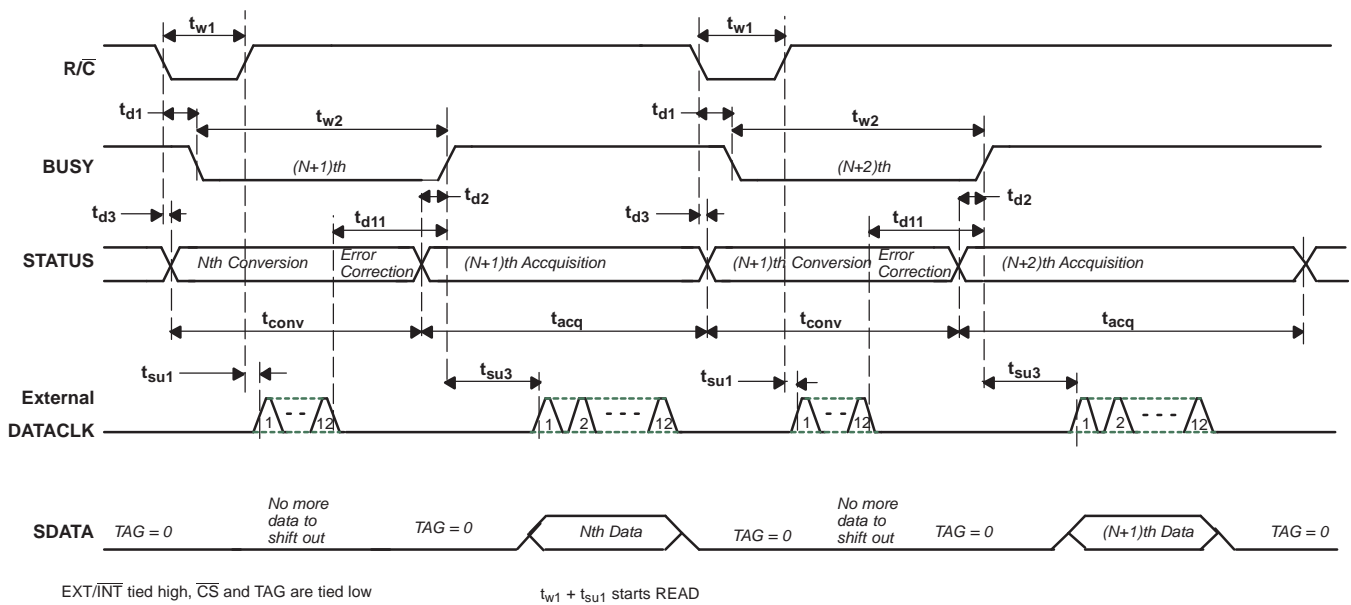 tw1 tw1
R/C̅
td1 tw2 td1 tw2
BUSY (N+1)th (N+2)th
td3 td2 td3 td2
td11 td11
STATUS Nth Conversion Error Correction (N+1)th Accquisition (N+1)th Conversion Error Correction (N+2)th Accquisition
tconv tacq tconv tacq
tsu1 tsu3 tsu1 tsu3
External
DATACLK 1 - - 12 1 2 - - - 12 1 -- 12 1 2 - - - 12
SDATA TAG = 0 No more data to shift out TAG = 0 Nth Data TAG = 0 No more data to shift out TAG = 0 (N+1)th Data TAG = 0
EXT/I̅N̅T̅ tied high, C̅S̅ and TAG are tied low tw1 + tsu1 starts READ